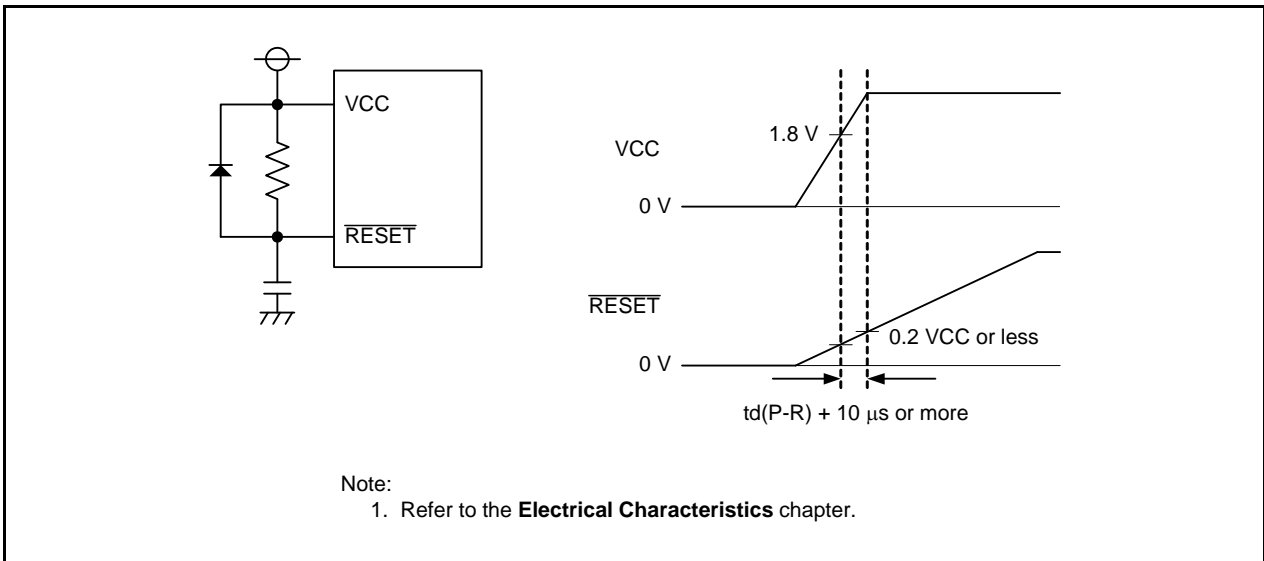 VCC
RESET
VCC
1.8 V
0 V
RESET
0.2 VCC or less
0 V
td(P-R) + 10 μs or more
Note:
1. Refer to the Electrical Characteristics chapter.